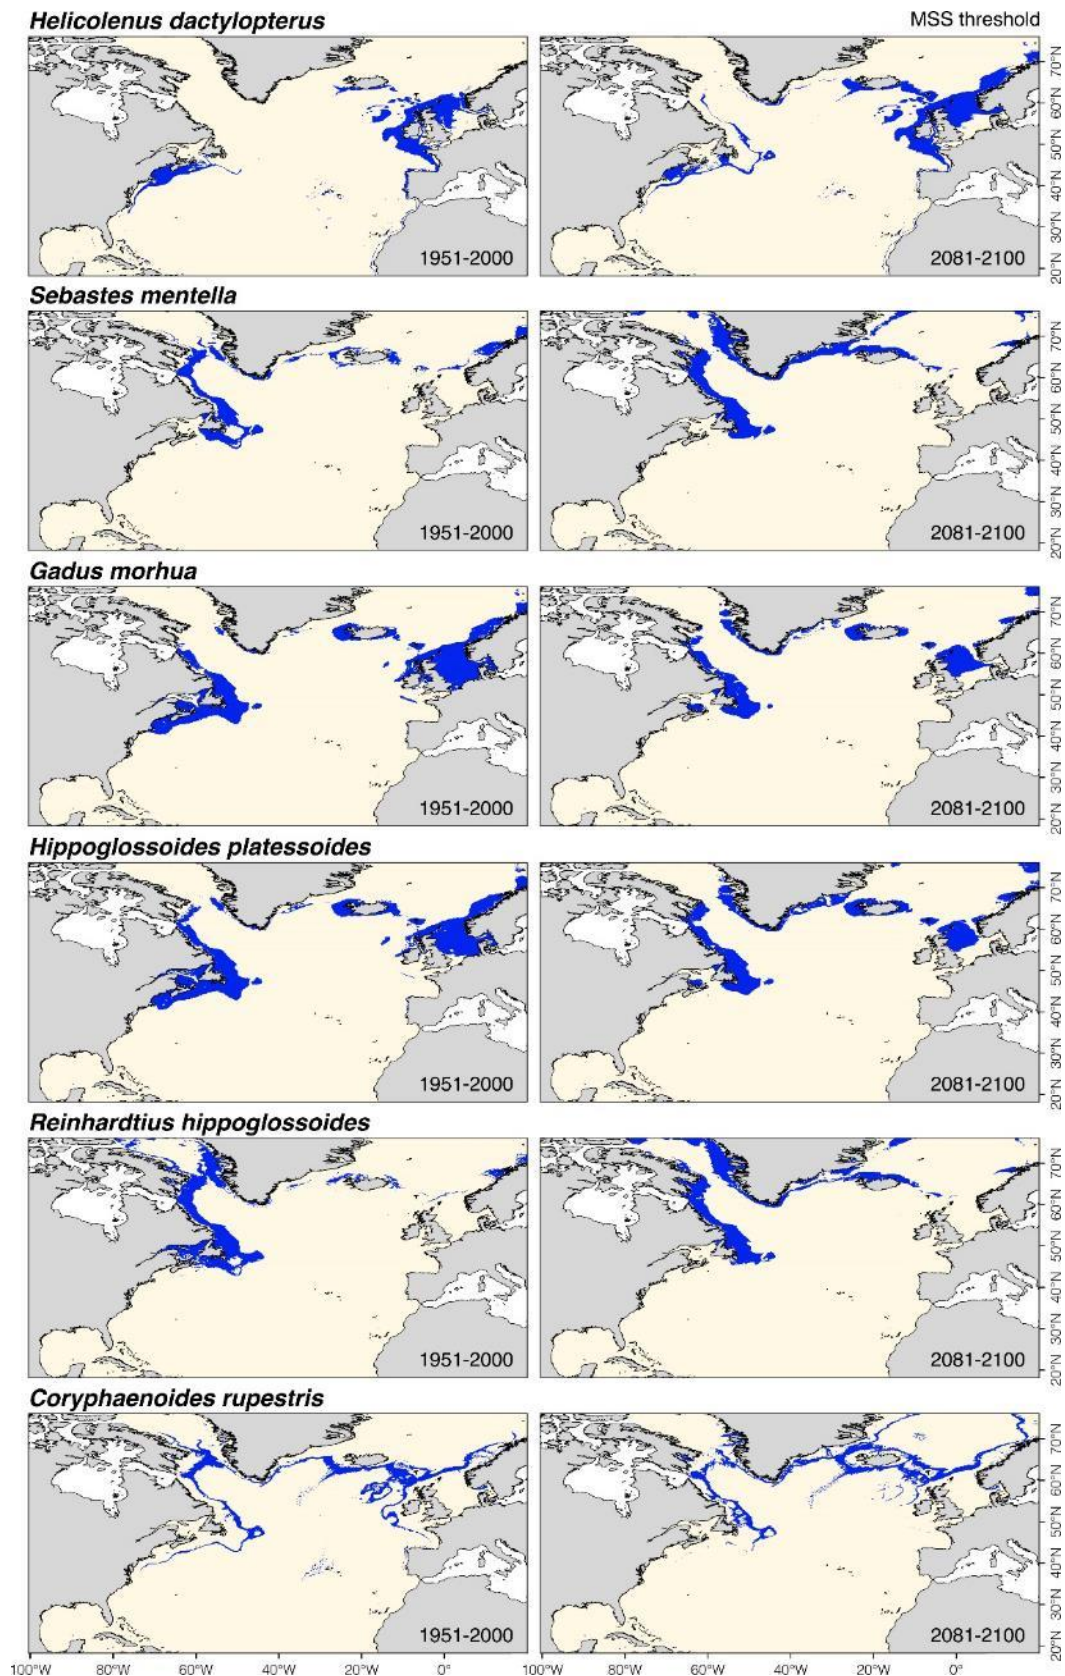 Helicolenus dactylopterus MSS threshold
70°N
60°N
50°N
40°N
30°N
20°N
1951-2000 2081-2100
Sebastes mentella
70°N
60°N
50°N
40°N
30°N
20°N
1951-2000 2081-2100
Gadus morhua
70°N
60°N
50°N
40°N
30°N
20°N
1951-2000 2081-2100
Hippoglossoides platessoides
70°N
60°N
50°N
40°N
30°N
20°N
1951-2000 2081-2100
Reinhardtius hippoglossoides
70°N
60°N
50°N
40°N
30°N
20°N
1951-2000 2081-2100
Coryphaenoides rupestris
70°N
60°N
50°N
40°N
30°N
20°N
1951-2000 2081-2100
100°W 80°W 60°W 40°W 20°W 0° 100°W 80°W 60°W 40°W 20°W 0°